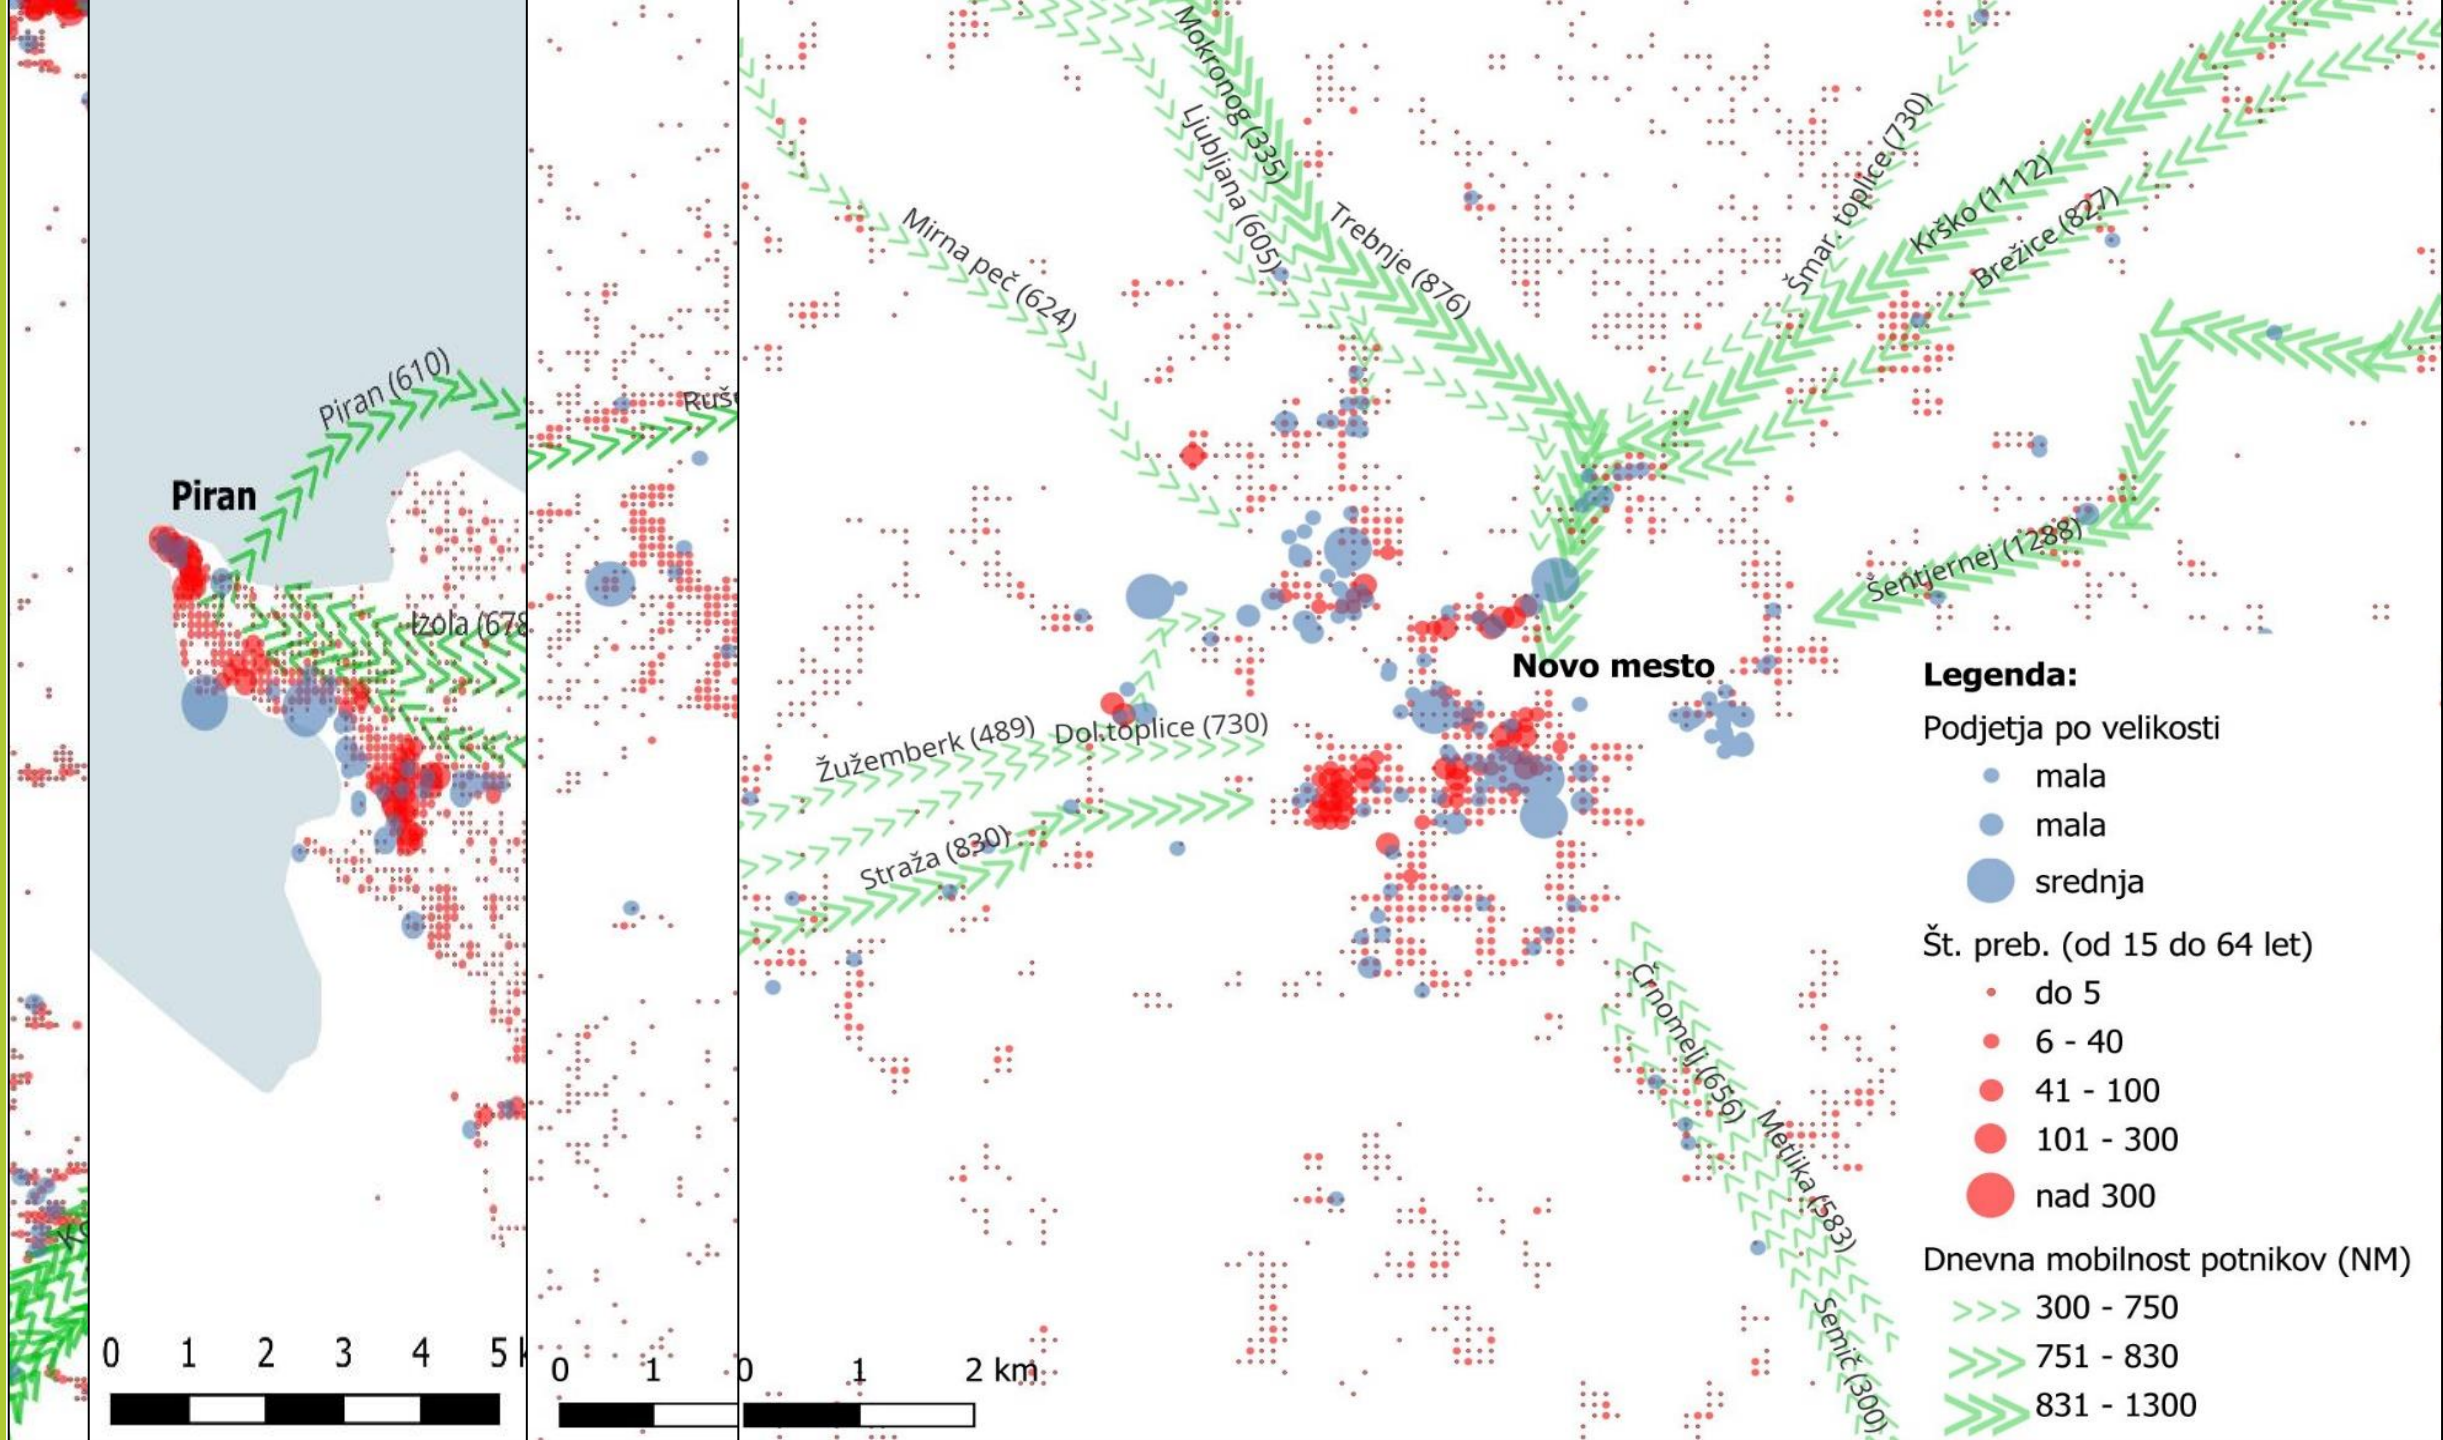 Piran (610)
Piran
Izola (678
0 1 2 3 4 5
Ruš
0 1
Mokronog (335)
Ljubljana (605)
Trebnje (876)
Mirna peč (624)
Šmar. toplice (730)
Krško (1112)
Brežice (827)
Šentjernej (1288)
Novo mesto
Žužemberk (489)
Dol.toplice (730)
Straža (830)
Črnomelj (656)
Metlika (583)
Semič (300)
0 1 2 km
Legenda:
Podjetja po velikosti
mala
mala
srednja
Št. preb. (od 15 do 64 let)
do 5
6 - 40
41 - 100
101 - 300
nad 300
Dnevna mobilnost potnikov (NM)
300 - 750
751 - 830
831 - 1300